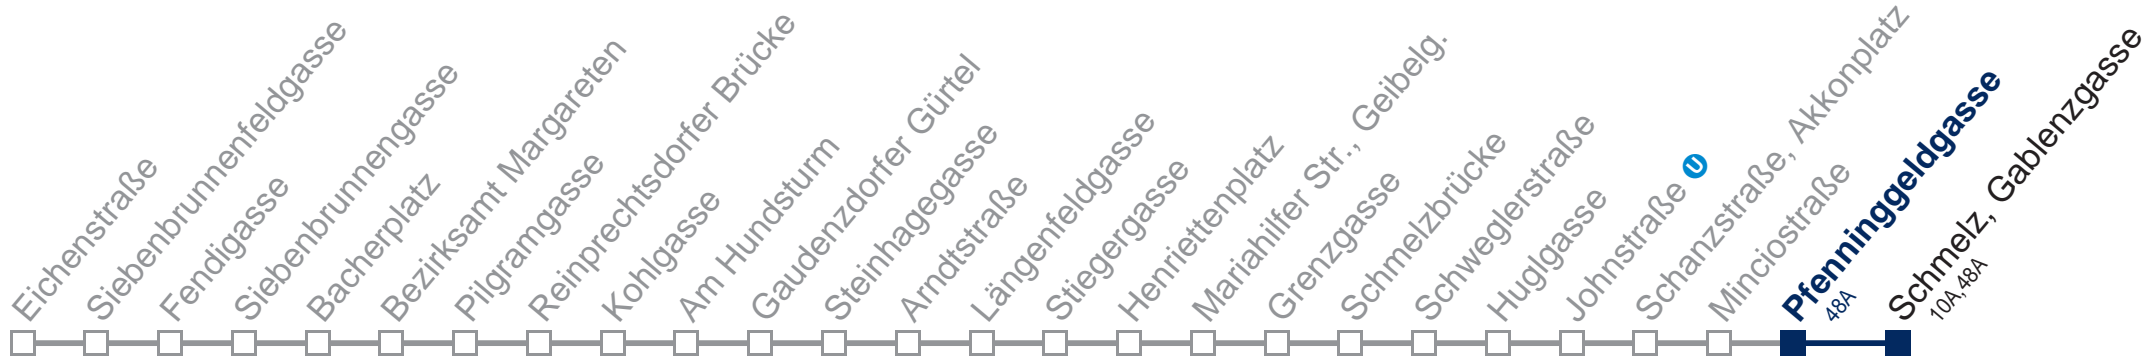 Eichenstraße
Siebenbrunnenfeldgasse
Fendigasse
Siebenbrunnengasse
Bacherplatz
Bezirksamt Margareten
Pilgramgasse
Reinprechtsdorfer Brücke
Kohlgasse
Am Hundsturm
Gaudenzdorfer Gürtel
Steinhagegasse
Arndtstraße
Längenfeldgasse
Stiegergasse
Henriettenplatz
Mariahilfer Str., Geibelg.
Grenzgasse
Schmelzbrücke
Schweglerstraße
Huglgasse
Johnstraße U
Schanzstraße, Akkonplatz
Minciostraße
Pfenninggeldgasse
48A
Schmelz, Gablenzgasse
10A, 48A